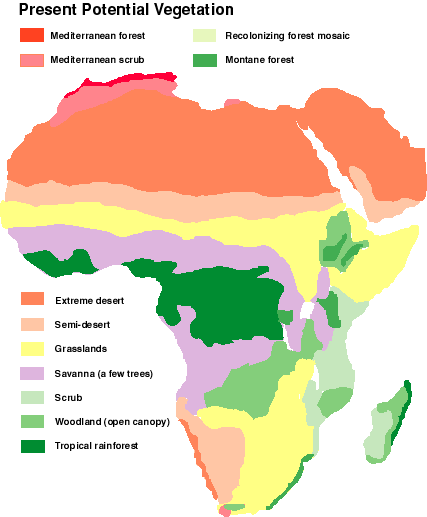 Present Potential Vegetation
Mediterranean forest
Recolonizing forest mosaic
Mediterranean scrub
Montane forest
Extreme desert
Semi-desert
Grasslands
Savanna (a few trees)
Scrub
Woodland (open canopy)
Tropical rainforest